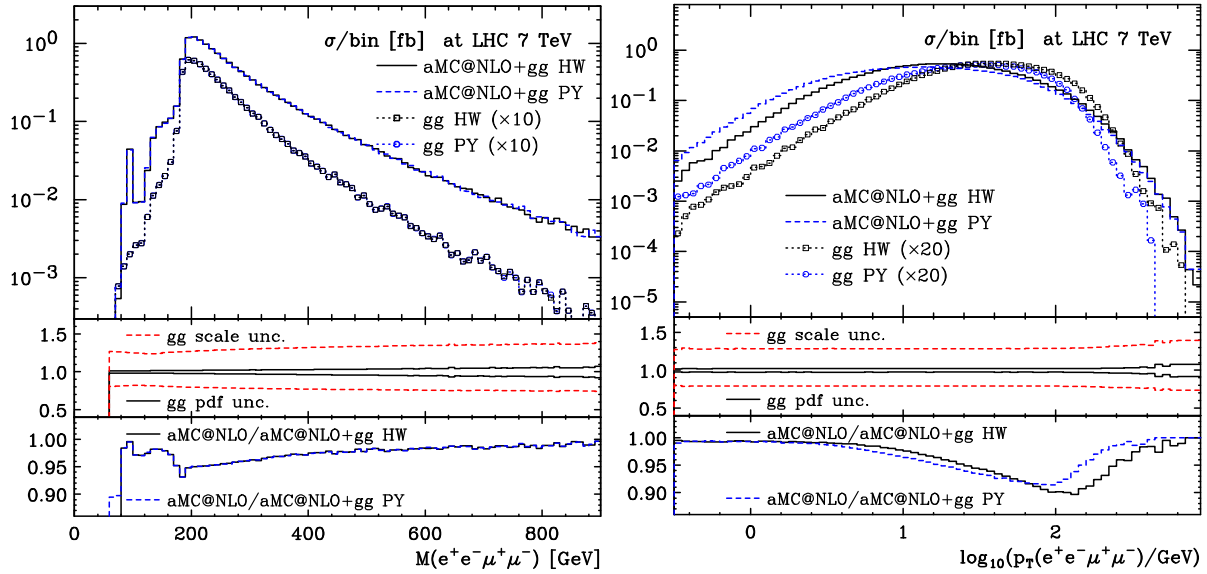 10⁰
10⁻¹
10⁻²
10⁻³
σ/bin [fb] at LHC 7 TeV
aMC@NLO+gg HW
aMC@NLO+gg PY
gg HW (×10)
gg PY (×10)
1.5
1.0
0.5
gg scale unc.
gg pdf unc.
1.00
0.95
0.90
aMC@NLO/aMC@NLO+gg HW
aMC@NLO/aMC@NLO+gg PY
0 200 400 600 800
M(e⁺e⁻μ⁺μ⁻) [GeV]
10⁰
10⁻¹
10⁻²
10⁻³
10⁻⁴
10⁻⁵
σ/bin [fb] at LHC 7 TeV
aMC@NLO+gg HW
aMC@NLO+gg PY
gg HW (×20)
gg PY (×20)
1.5
1.0
0.5
gg scale unc.
gg pdf unc.
1.00
0.95
0.90
aMC@NLO/aMC@NLO+gg HW
aMC@NLO/aMC@NLO+gg PY
0 1 2
log₁₀(p_T(e⁺e⁻μ⁺μ⁻)/GeV)